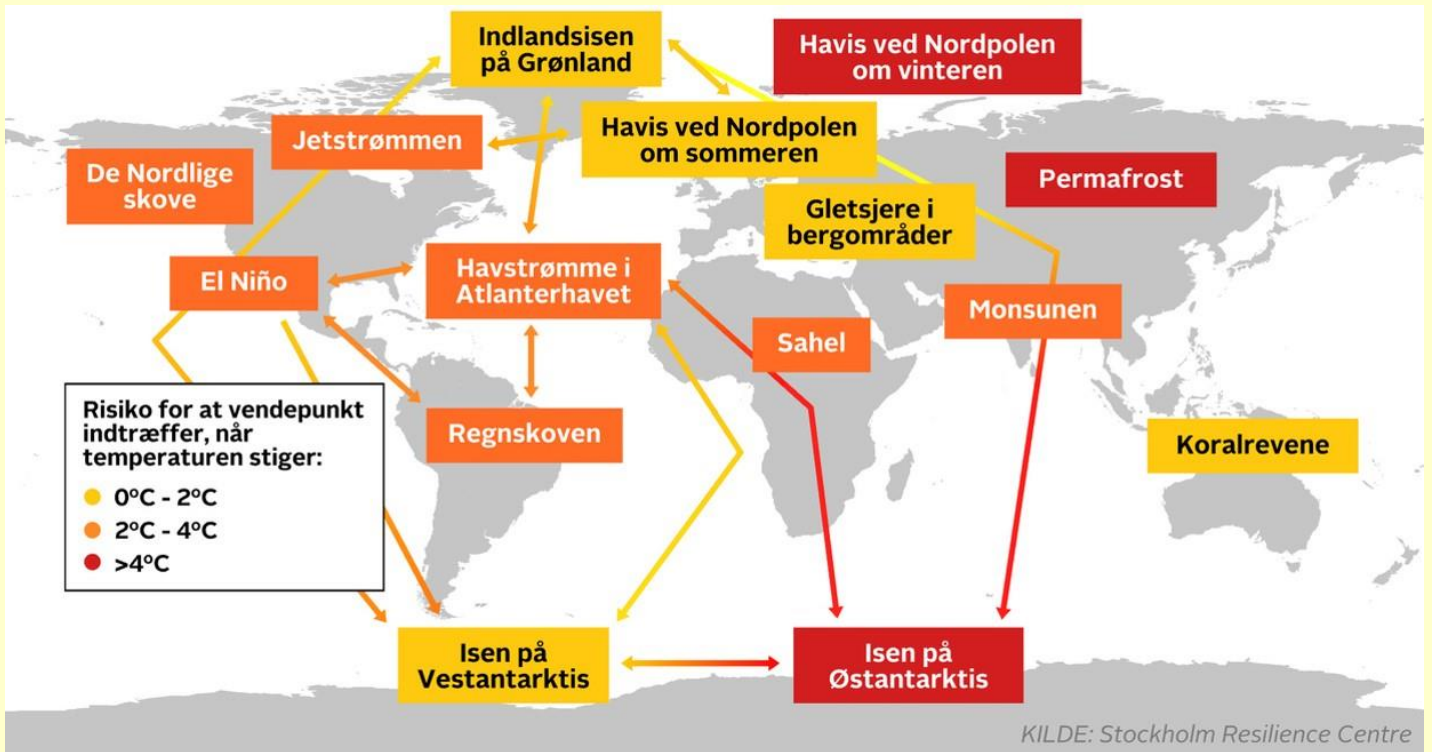 Indlandsisen
på Grønland
Havis ved Nordpolen
om vinteren
Jetstrømmen
Havis ved Nordpolen
om sommeren
De Nordlige
skove
Permafrost
Gletsjere i
bergområder
El Niño
Havstrømme i
Atlanterhavet
Monsunen
Sahel
Risiko for at vendepunkt
indtræffer, når
temperaturen stiger:
0°C - 2°C
2°C - 4°C
>4°C
Regnskoven
Koralrevene
Isen på
Vestantarktis
Isen på
Østantarktis
KILDE: Stockholm Resilience Centre